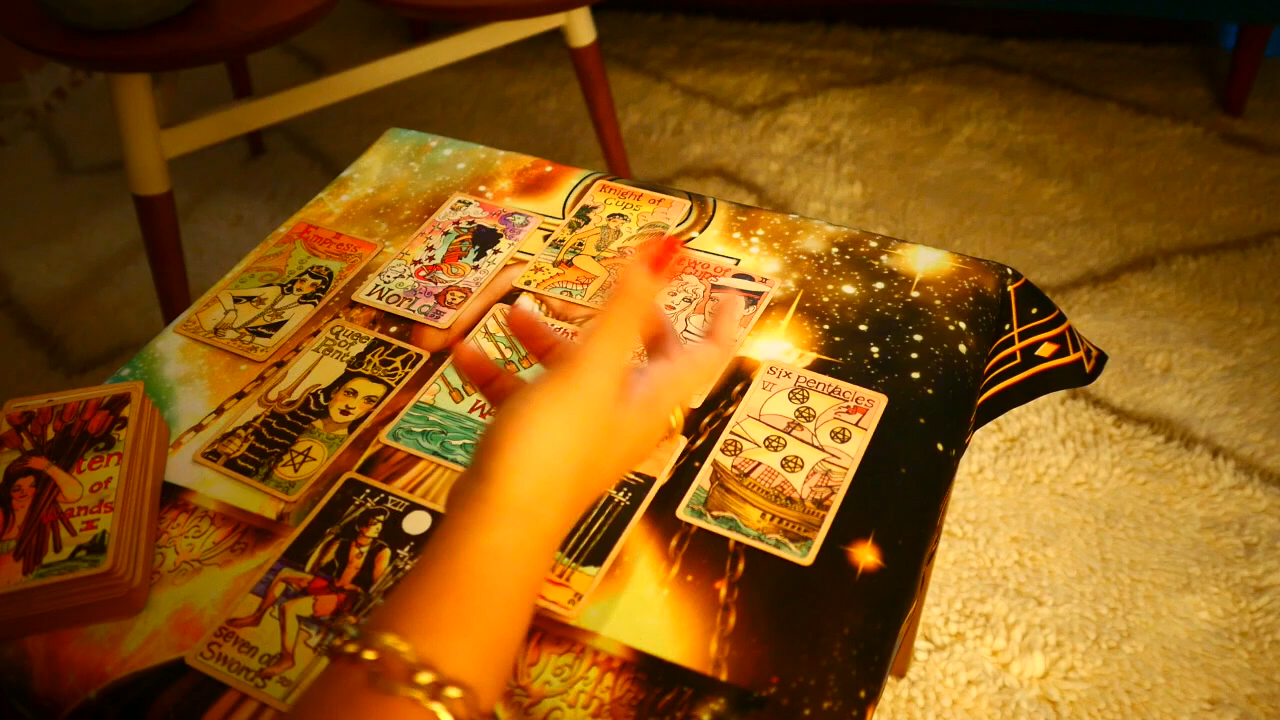 Knight of
Cups
Empress
World
Two of
Cups
Queen
of
Pent
six pentacles
VI
ten
of
Wands
X
VII
seven of
Swords